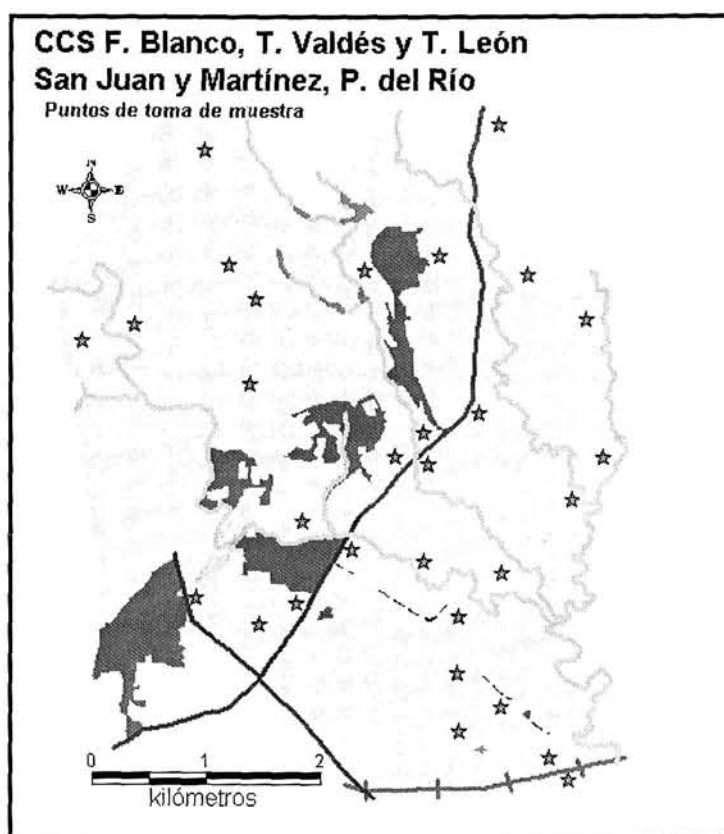 CCS F. Blanco, T. Valdés y T. León
San Juan y Martínez, P. del Río
Puntos de toma de muestra
N
W E
S
0 1 2
kilómetros